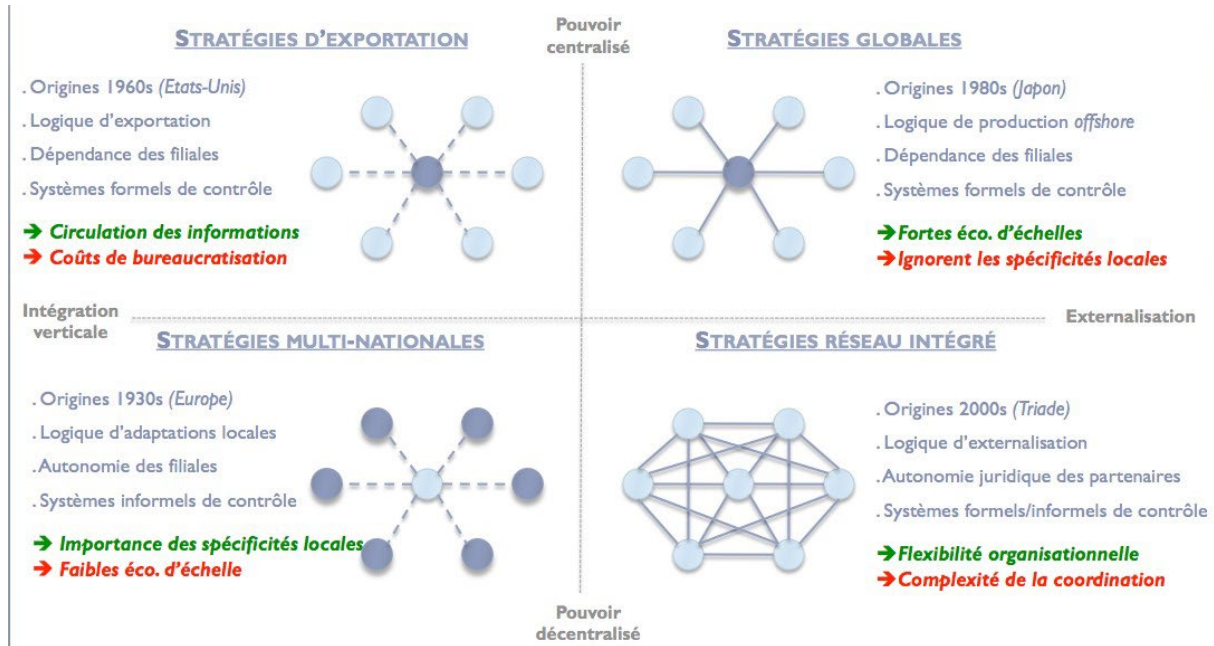 Pouvoir
centralisé
STRATÉGIES D'EXPORTATION
. Origines 1960s (Etats-Unis)
. Logique d'exportation
. Dépendance des filiales
. Systèmes formels de contrôle
➔ Circulation des informations
➔ Coûts de bureaucratisation
STRATÉGIES GLOBALES
. Origines 1980s (Japon)
. Logique de production offshore
. Dépendance des filiales
. Systèmes formels de contrôle
➔Fortes éco. d'échelles
➔Ignorent les spécificités locales
Intégration
verticale
Externalisation
STRATÉGIES MULTI-NATIONALES
. Origines 1930s (Europe)
. Logique d'adaptations locales
. Autonomie des filiales
. Systèmes informels de contrôle
➔ Importance des spécificités locales
➔ Faibles éco. d'échelle
STRATÉGIES RÉSEAU INTÉGRÉ
. Origines 2000s (Triade)
. Logique d'externalisation
. Autonomie juridique des partenaires
. Systèmes formels/informels de contrôle
➔Flexibilité organisationnelle
➔Complexité de la coordination
Pouvoir
décentralisé